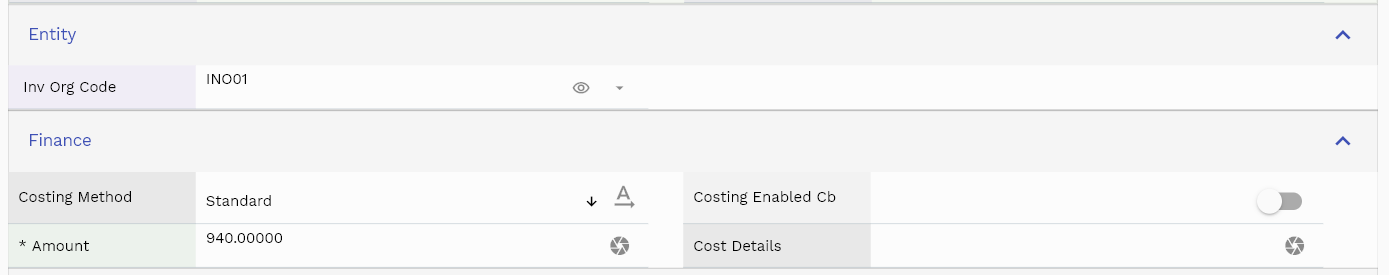 Entity
Inv Org Code INO01
Finance
Costing Method Standard Costing Enabled Cb
* Amount 940.00000 Cost Details